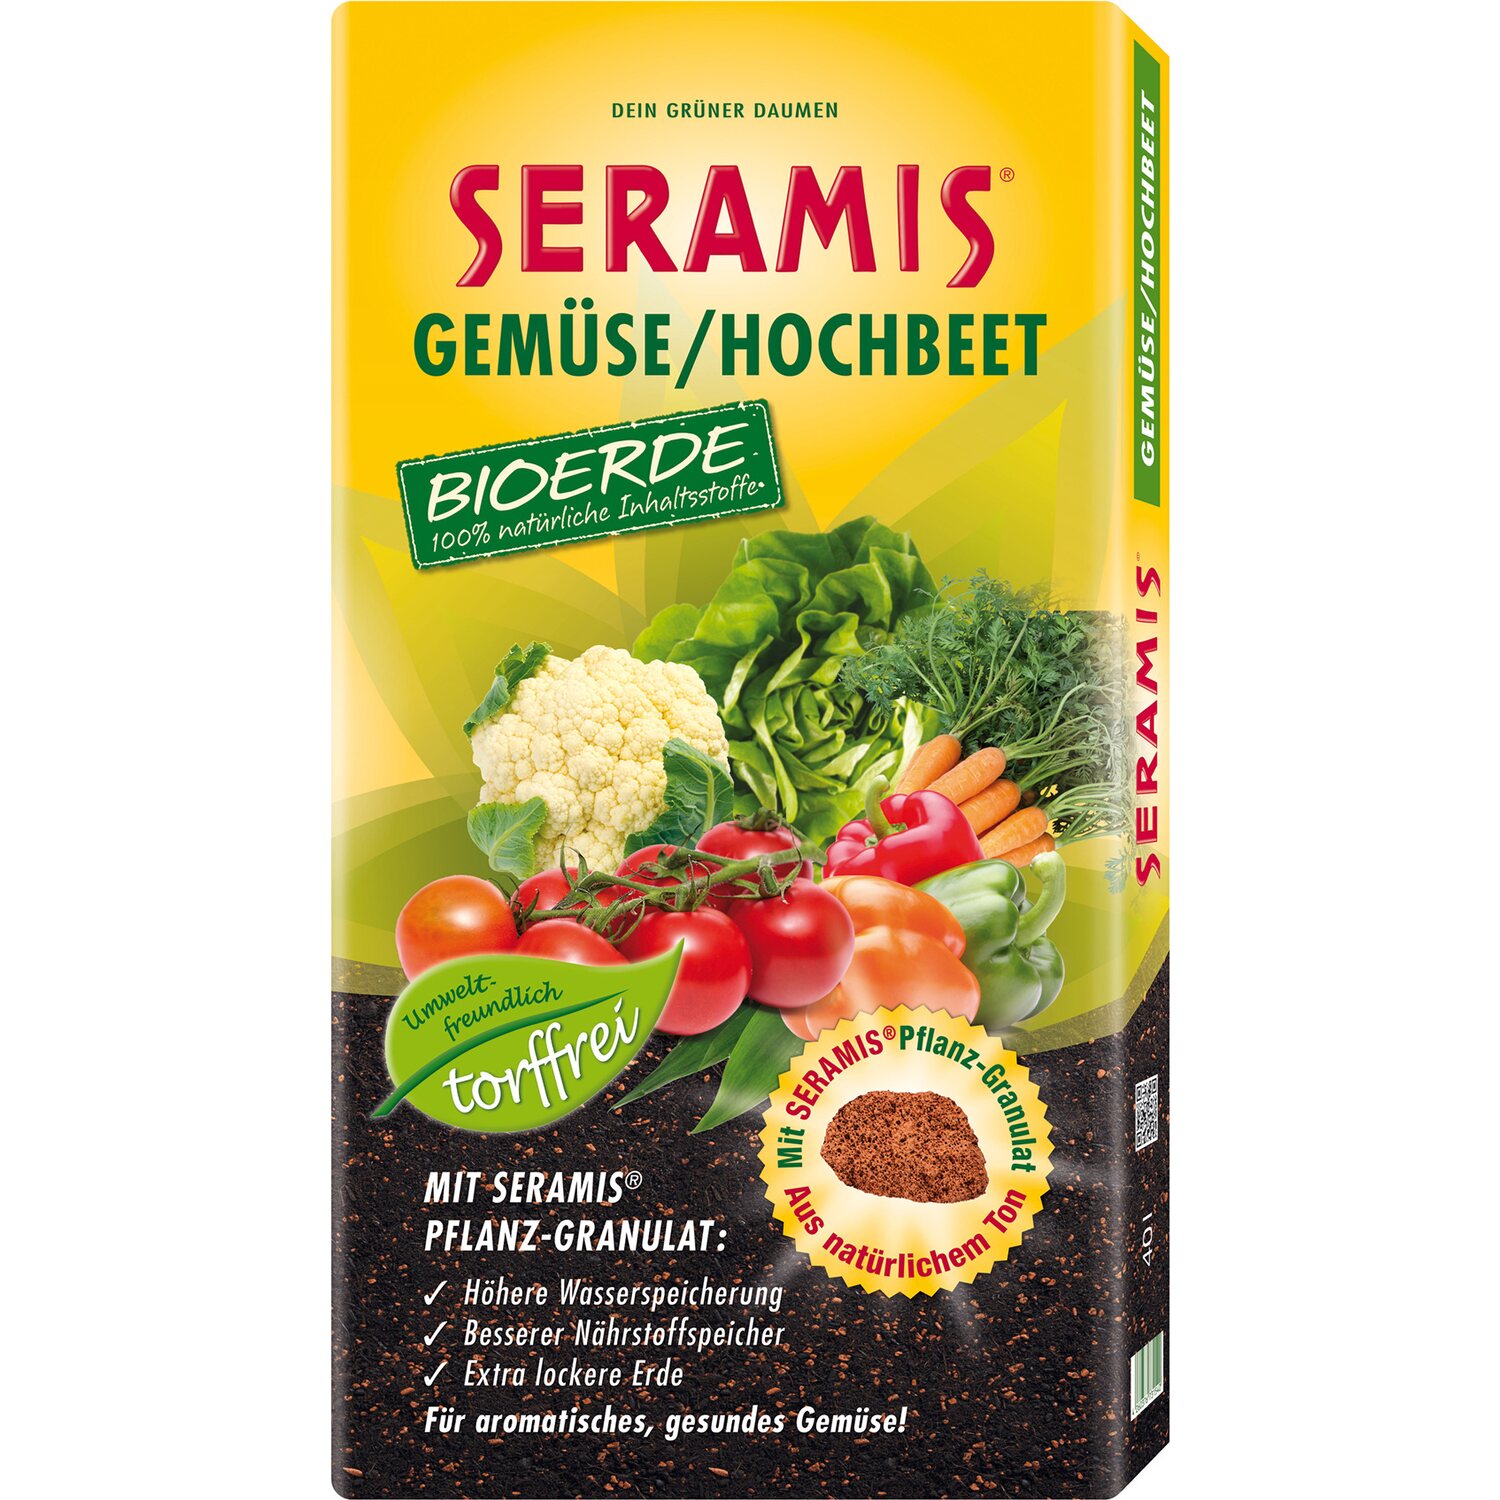 DEIN GRÜNER DAUMEN
SERAMIS®
GEMÜSE/HOCHBEET
BIOERDE
100% natürliche Inhaltsstoffe
Umwelt-
freundlich
torffrei
Mit SERAMIS® Pflanz-Granulat
Aus natürlichem Ton
MIT SERAMIS®
PFLANZ-GRANULAT:
✓ Höhere Wasserspeicherung
✓ Besserer Nährstoffspeicher
✓ Extra lockere Erde
Für aromatisches, gesundes Gemüse!
GEMÜSE/HOCHBEET
SERAMIS®
40 l